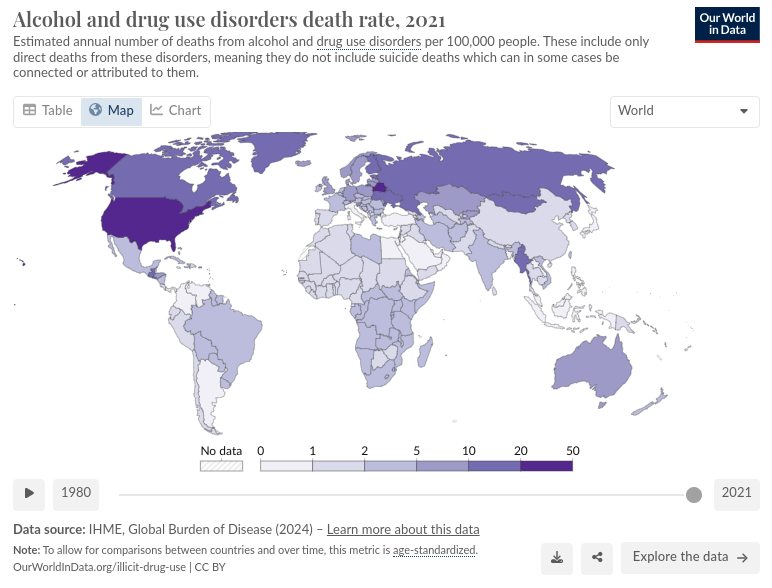 Alcohol and drug use disorders death rate, 2021
Our World
in Data
Estimated annual number of deaths from alcohol and drug use disorders per 100,000 people. These include only
direct deaths from these disorders, meaning they do not include suicide deaths which can in some cases be
connected or attributed to them.
Table Map Chart World
No data 0 1 2 5 10 20 50
1980 2021
Data source: IHME, Global Burden of Disease (2024) – Learn more about this data
Note: To allow for comparisons between countries and over time, this metric is age-standardized.
OurWorldinData.org/illicit-drug-use | CC BY
Explore the data →